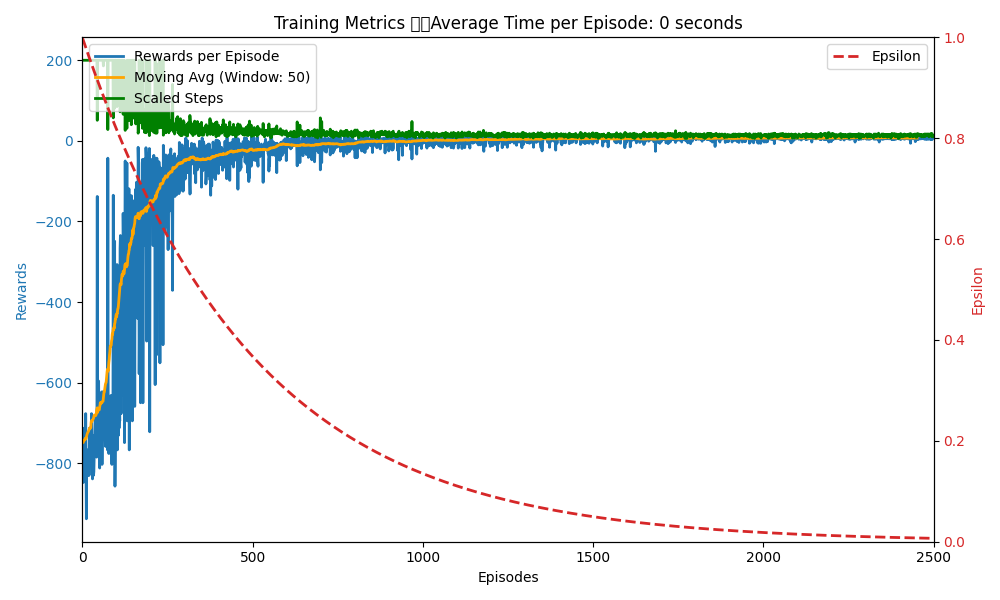 Training Metrics Average Time per Episode: 0 seconds
Rewards per Episode
Moving Avg (Window: 50)
Scaled Steps
Epsilon
200
0
−200
−400
−600
−800
Rewards
1.0
0.8
0.6
0.4
0.2
0.0
Epsilon
0 500 1000 1500 2000 2500
Episodes